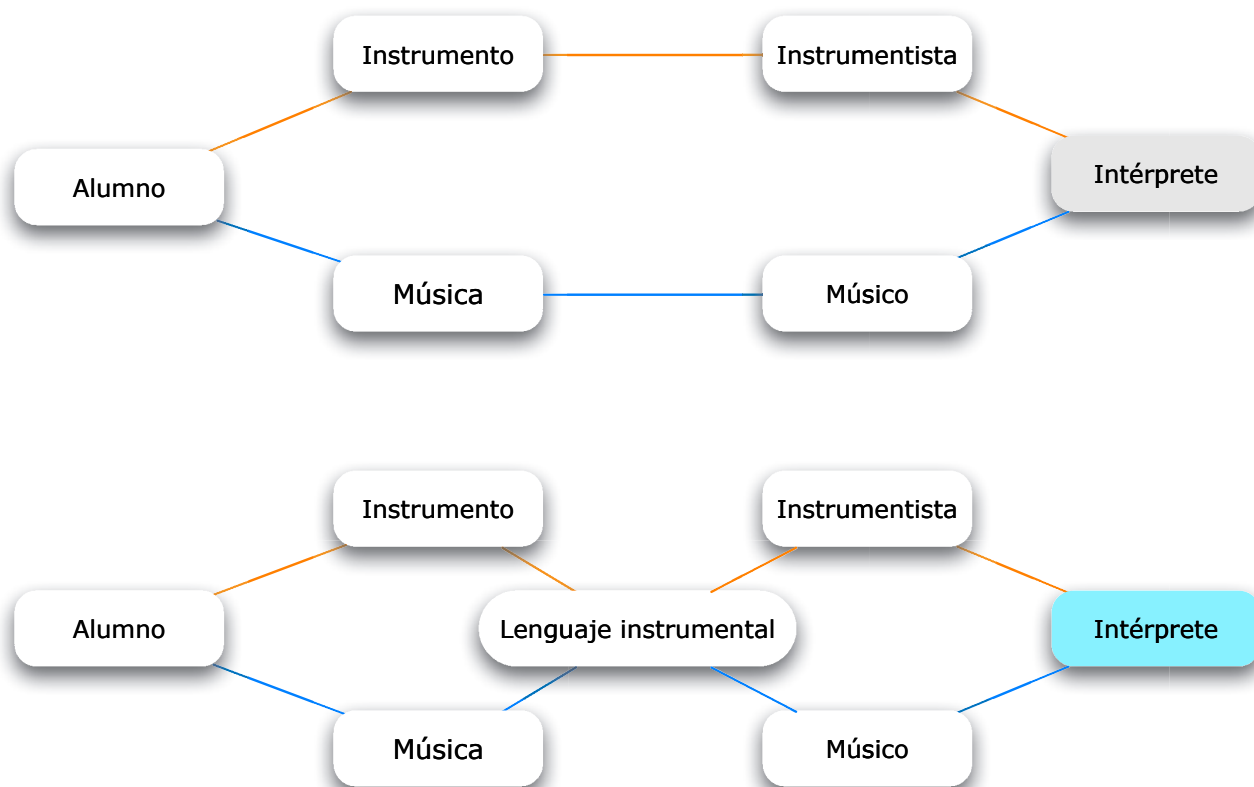 Instrumento
Instrumentista
Alumno
Intérprete
Música
Músico
Instrumento
Instrumentista
Alumno
Lenguaje instrumental
Intérprete
Música
Músico